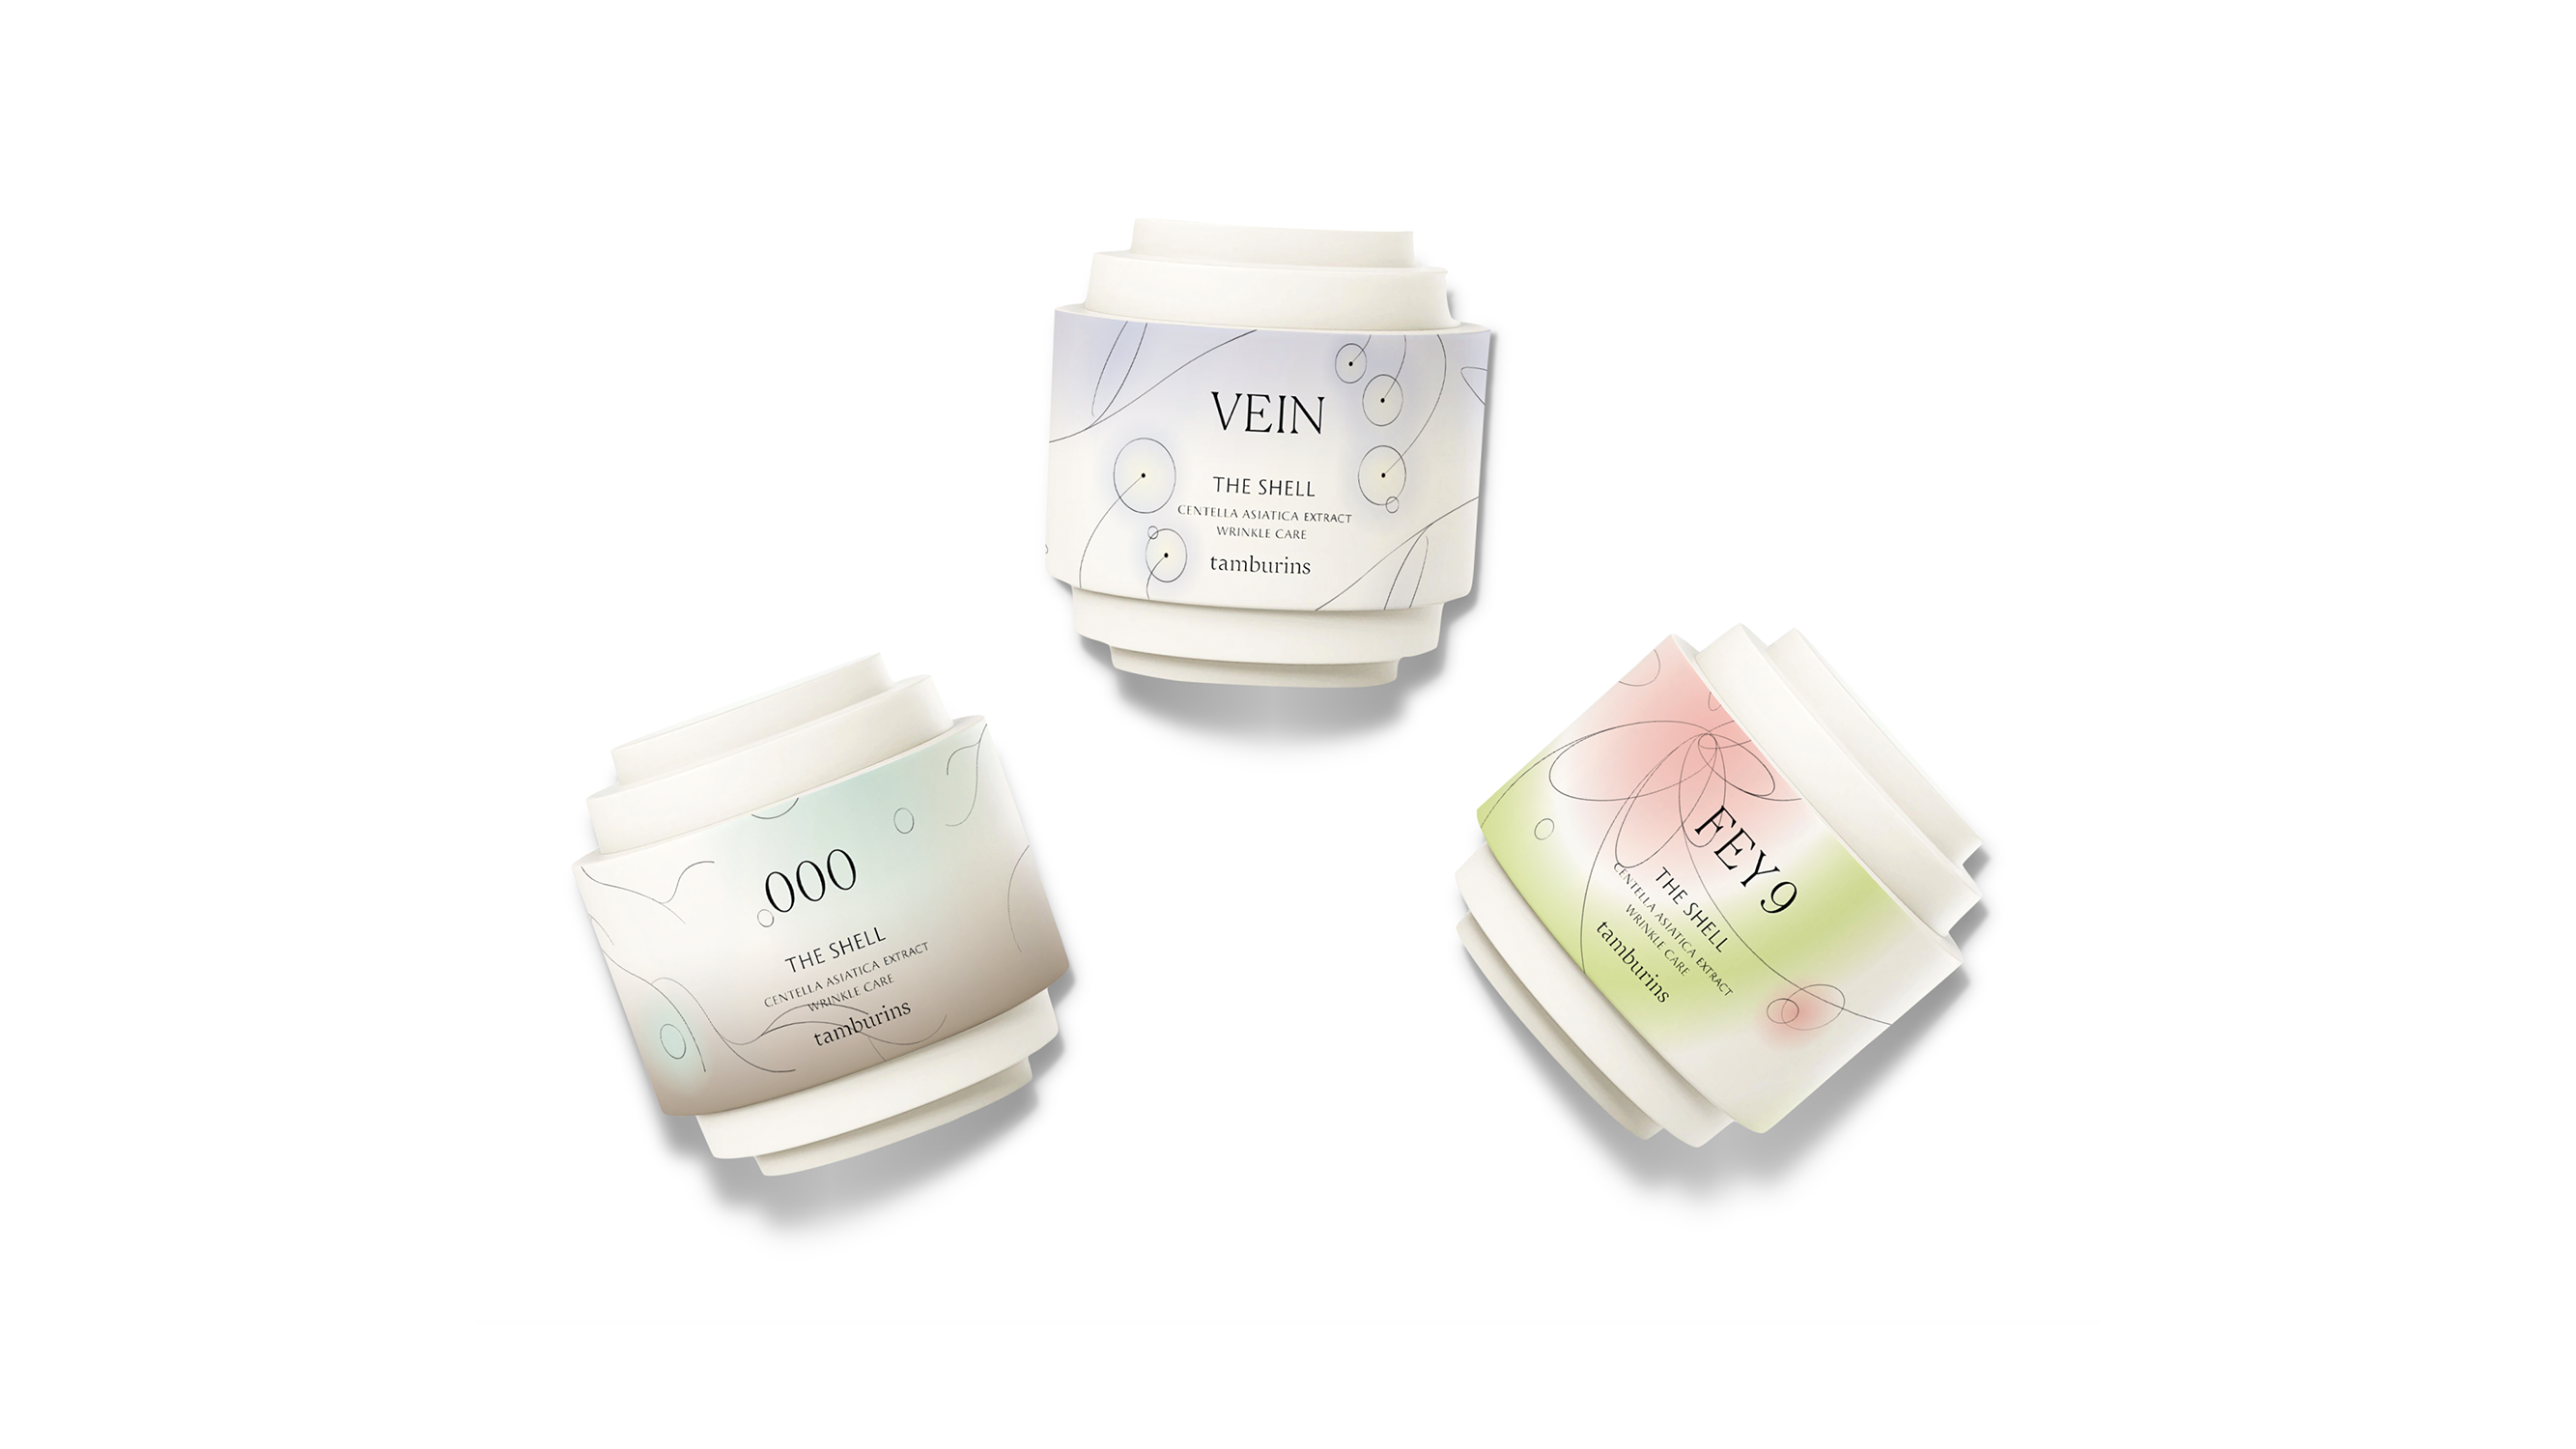 VEIN
THE SHELL
CENTELLA ASIATICA EXTRACT
WRINKLE CARE
tamburins
.000
THE SHELL
CENTELLA ASIATICA EXTRACT
WRINKLE CARE
tamburins
FEY9
THE SHELL
CENTELLA ASIATICA EXTRACT
WRINKLE CARE
tamburins